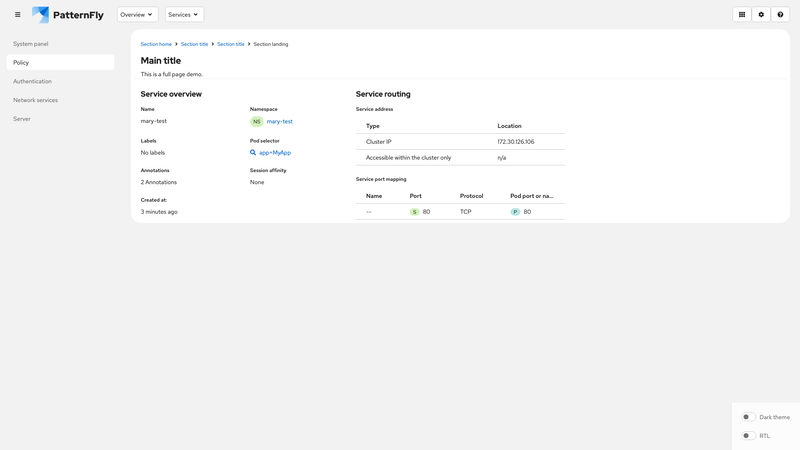 PatternFly
Overview
Services
System panel
Policy
Authentication
Network services
Server
Section home > Section title > Section title > Section landing
Main title
This is a full page demo.
Service overview
Name
mary-test
Namespace
NS mary-test
Labels
No labels
Pod selector
app=MyApp
Annotations
2 Annotations
Session affinity
None
Created at:
3 minutes ago
Service routing
Service address
Type Location
Cluster IP 172.30.126.106
Accessible within the cluster only n/a
Service port mapping
Name Port Protocol Pod port or na...
-- S 80 TCP P 80
Dark theme
RTL